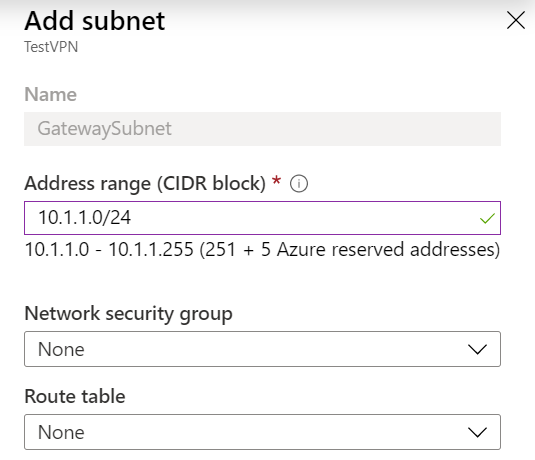 Add subnet
TestVPN
Name
GatewaySubnet
Address range (CIDR block) *
10.1.1.0/24
10.1.1.0 - 10.1.1.255 (251 + 5 Azure reserved addresses)
Network security group
None
Route table
None